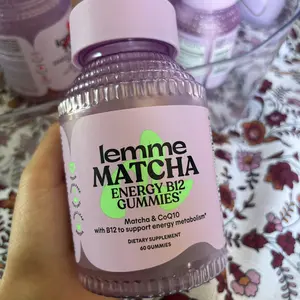 lemme
MATCHA
ENERGY B12
GUMMIES*
Matcha & CoQ10
with B12 to support energy metabolism*
DIETARY SUPPLEMENT
60 GUMMIES